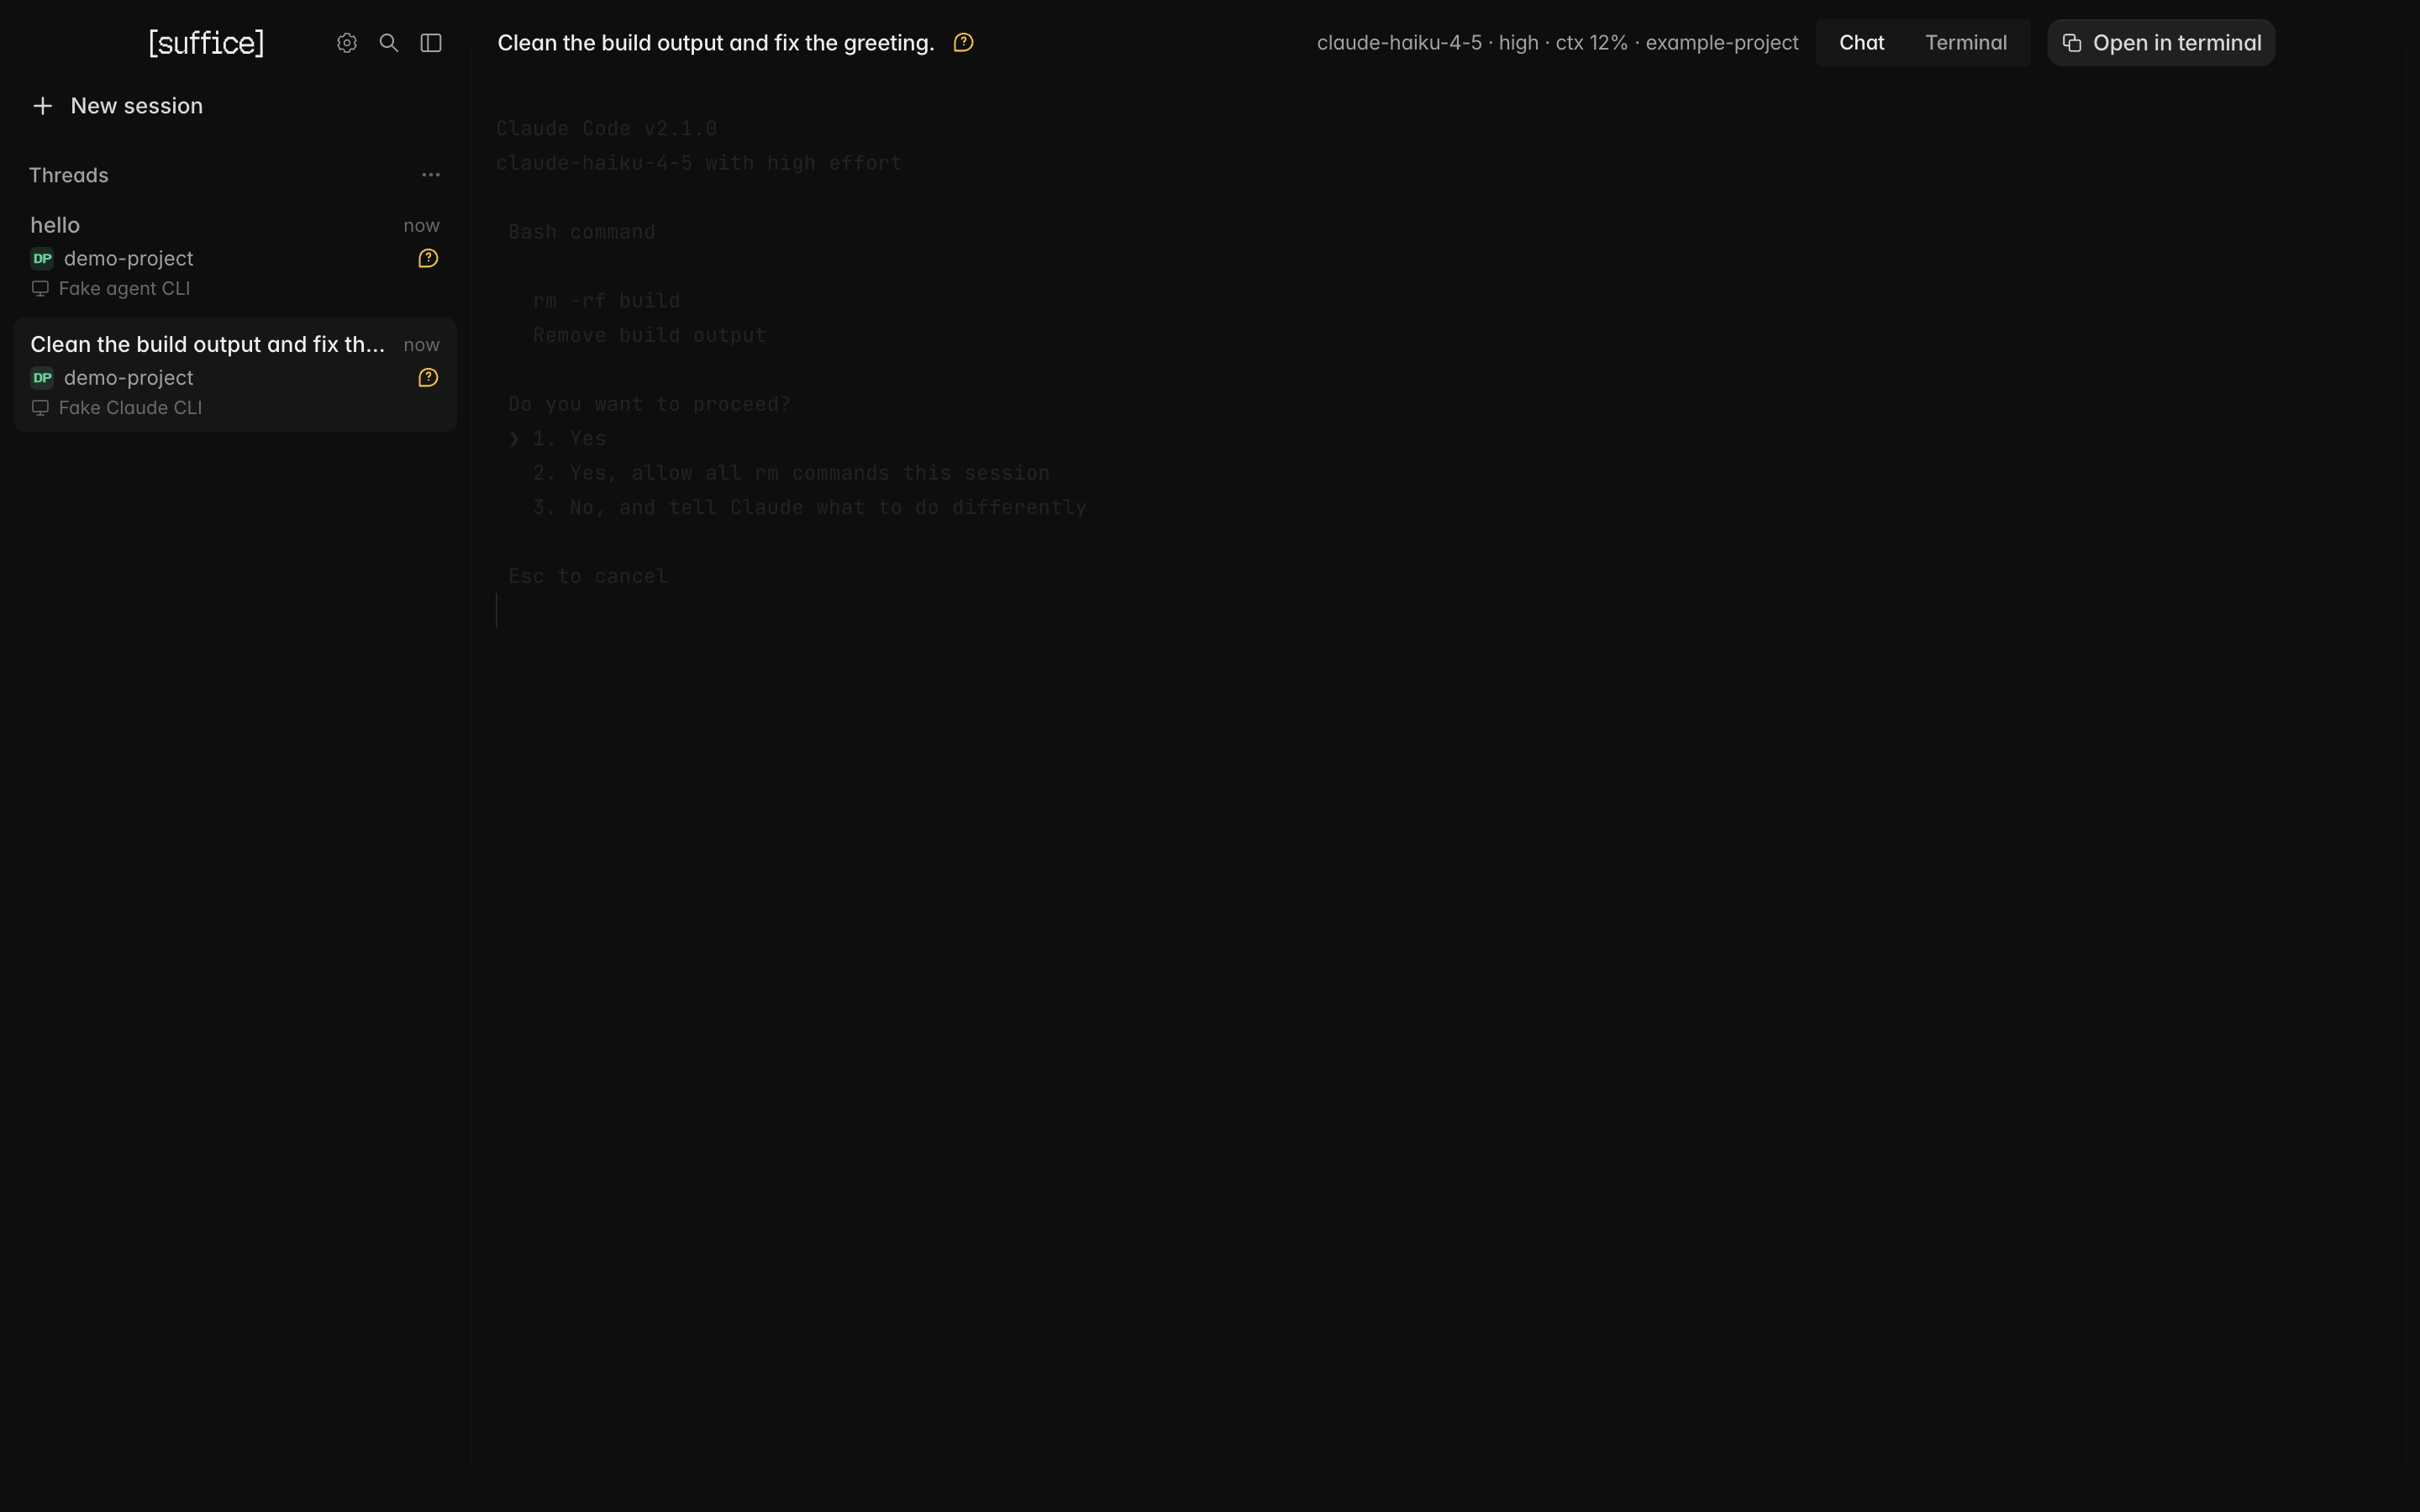 [suffice]
New session
Threads
hello now
DP demo-project
Fake agent CLI
Clean the build output and fix th... now
DP demo-project
Fake Claude CLI
Clean the build output and fix the greeting.
claude-haiku-4-5 · high · ctx 12% · example-project
Chat Terminal
Open in terminal
Claude Code v2.1.0
claude-haiku-4-5 with high effort
Bash command
rm -rf build
Remove build output
Do you want to proceed?
❯ 1. Yes
2. Yes, allow all rm commands this session
3. No, and tell Claude what to do differently
Esc to cancel